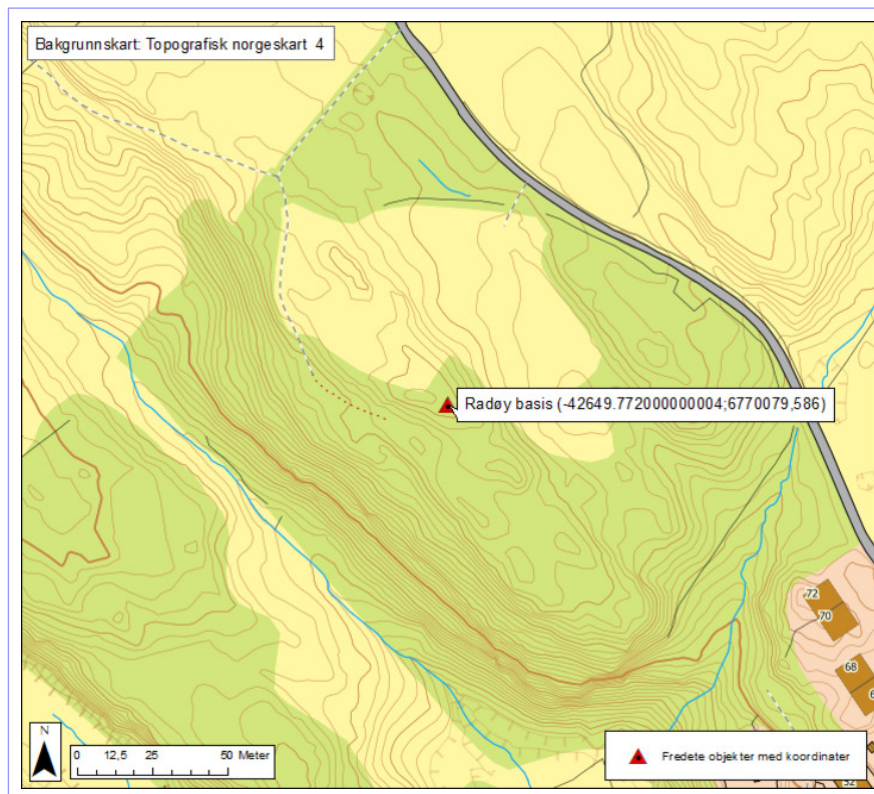 Bakgrunnskart: Topografisk norgeskart 4
Radøy basis (-42649.772000000004;6770079,586)
72
70
68
N
0 12,5 25 50 Meter
Fredete objekter med koordinater
52